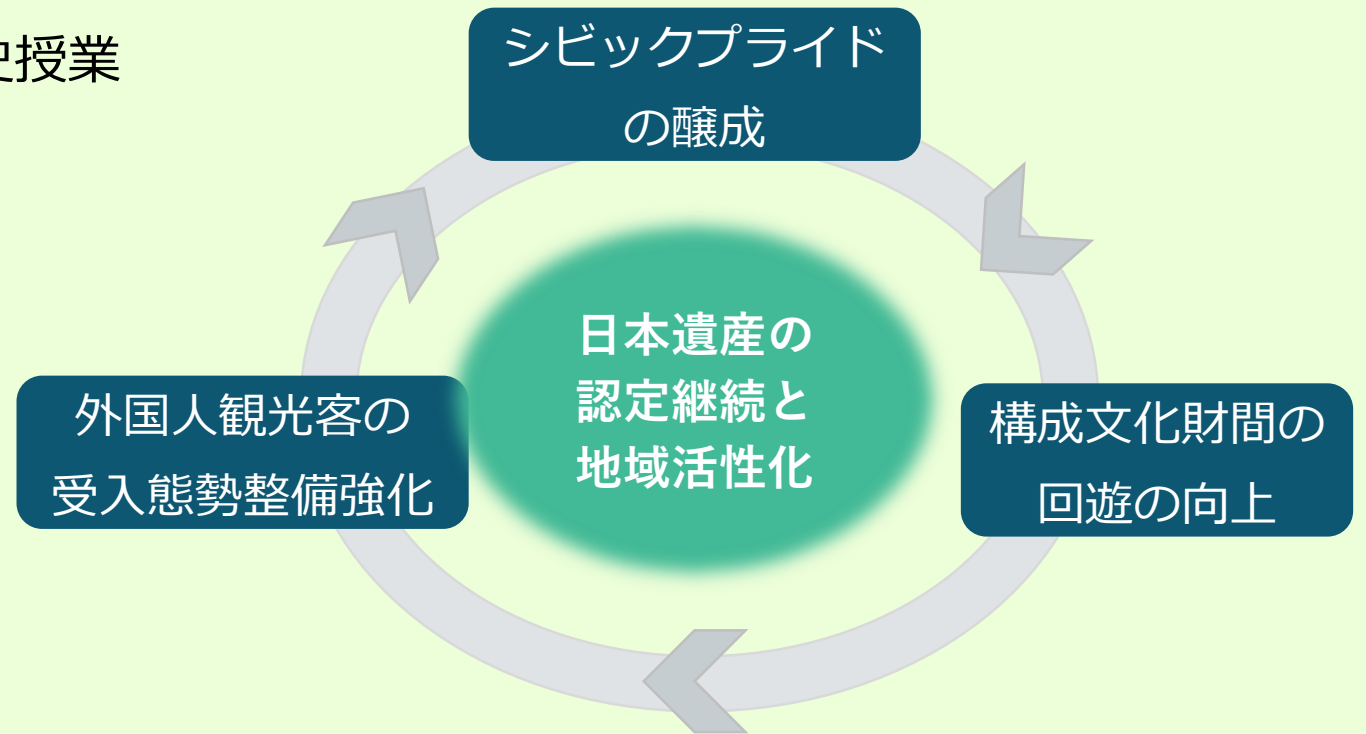 史授業
シビックプライド
の醸成
日本遺産の
認定継続と
地域活性化
外国人観光客の
受入態勢整備強化
構成文化財間の
回遊の向上